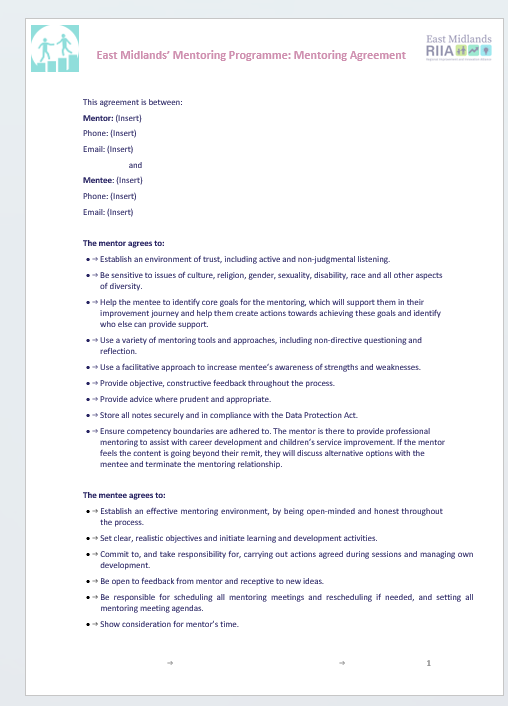 East Midlands
RIIA
East Midlands' Mentoring Programme: Mentoring Agreement
This agreement is between:
Mentor: (Insert)
Phone: (Insert)
Email: (Insert)
and
Mentee: (Insert)
Phone: (Insert)
Email: (Insert)
The mentor agrees to:
Establish an environment of trust, including active and non-judgmental listening.
Be sensitive to issues of culture, religion, gender, sexuality, disability, race and all other aspects
of diversity.
Help the mentee to identify core goals for the mentoring, which will support them in their
improvement journey and help them create actions towards achieving these goals and identify
who else can provide support.
Use a variety of mentoring tools and approaches, including non-directive questioning and
reflection.
Use a facilitative approach to increase mentee's awareness of strengths and weaknesses.
Provide objective, constructive feedback throughout the process.
Provide advice where prudent and appropriate.
Store all notes securely and in compliance with the Data Protection Act.
Ensure competency boundaries are adhered to. The mentor is there to provide professional
mentoring to assist with career development and children's service improvement. If the mentor
feels the content is going beyond their remit, they will discuss alternative options with the
mentee and terminate the mentoring relationship.
The mentee agrees to:
Establish an effective mentoring environment, by being open-minded and honest throughout
the process.
Set clear, realistic objectives and initiate learning and development activities.
Commit to, and take responsibility for, carrying out actions agreed during sessions and managing own
development.
Be open to feedback from mentor and receptive to new ideas.
Be responsible for scheduling all mentoring meetings and rescheduling if needed, and setting all
mentoring meeting agendas.
Show consideration for mentor's time.
1